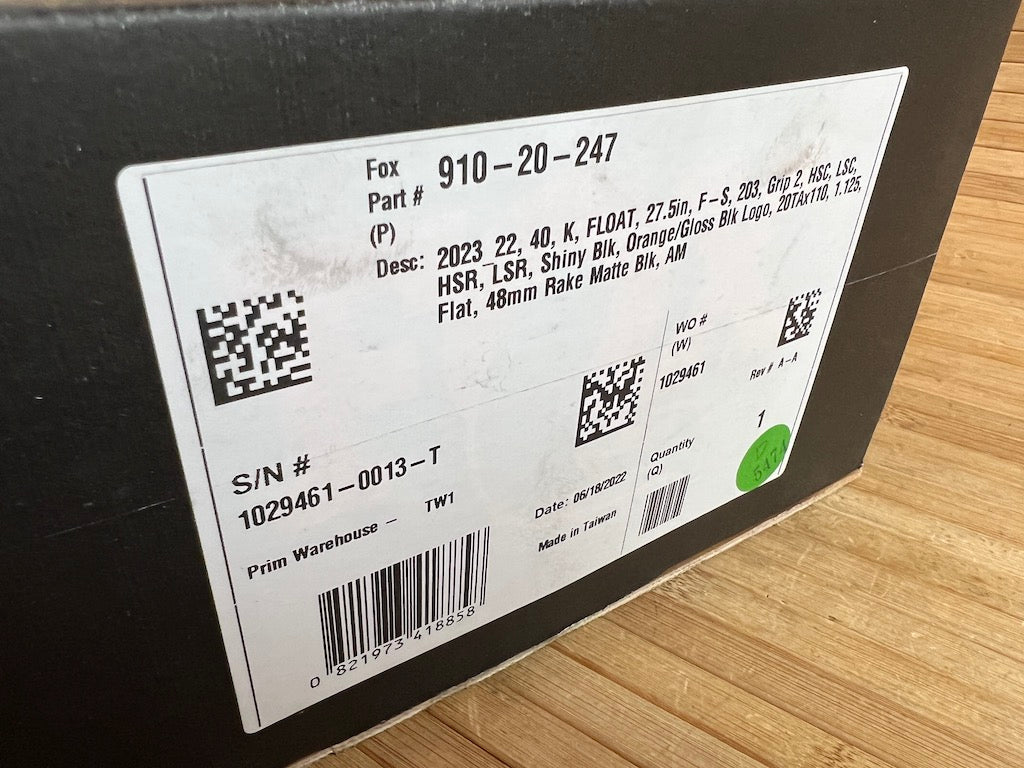 Fox 910-20-247
Part #
(P)
Desc: 2023_22, 40, K, FLOAT, 27.5in, F-S, 203, Grip 2, HSC, LSC,
HSR, LSR, Shiny Blk, Orange/Gloss Blk Logo, 20TAx110, 1.125,
Flat, 48mm Rake Matte Blk, AM
S/N #
1029461-0013-T
Prim Warehouse - TW1
0 821973 418858
Date: 06/18/2022
Made in Taiwan
WO #
(W)
1029461
Rev # A-A
Quantity 1
(Q)